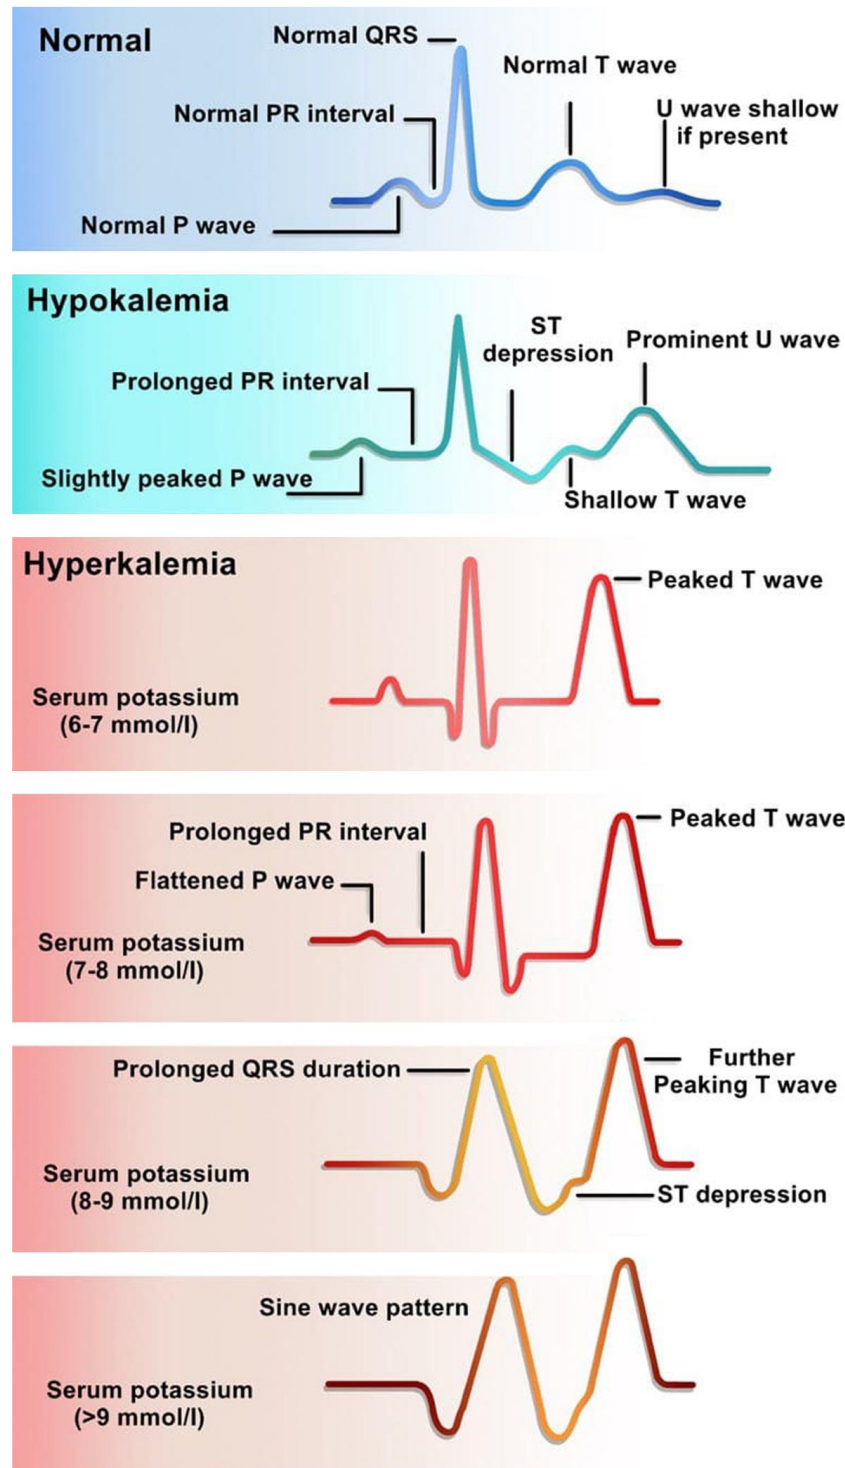 Normal
Normal QRS
Normal T wave
Normal PR interval
U wave shallow
if present
Normal P wave
Hypokalemia
ST
depression
Prominent U wave
Prolonged PR interval
Slightly peaked P wave
Shallow T wave
Hyperkalemia
Peaked T wave
Serum potassium
(6-7 mmol/l)
Prolonged PR interval
Peaked T wave
Flattened P wave
Serum potassium
(7-8 mmol/l)
Prolonged QRS duration
Further
Peaking T wave
Serum potassium
(8-9 mmol/l)
ST depression
Sine wave pattern
Serum potassium
(>9 mmol/l)